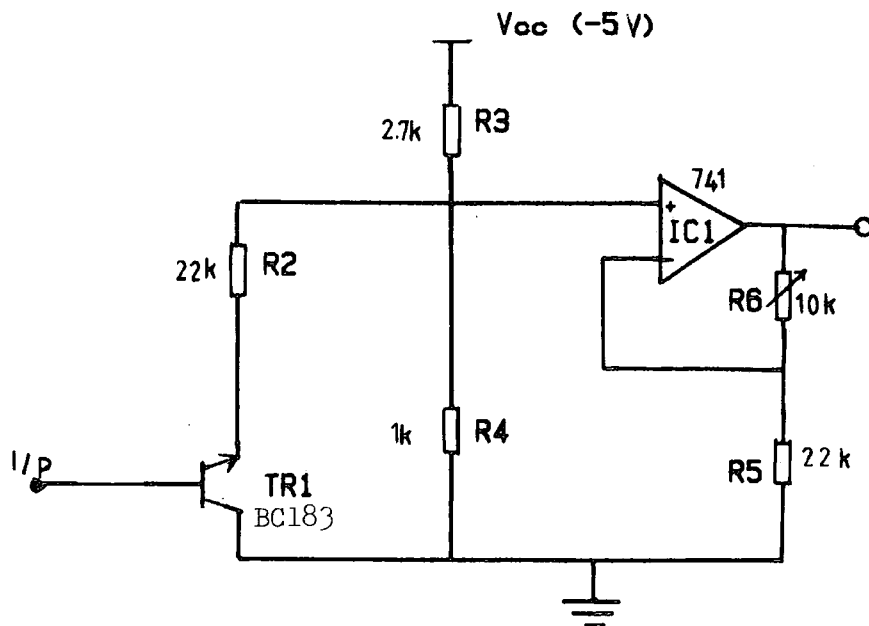 Vcc (-5V)
2.7k R3
741
+
IC1
-
22k R2
R6 10k
1k R4
I/P
R5 22k
TR1
BC183